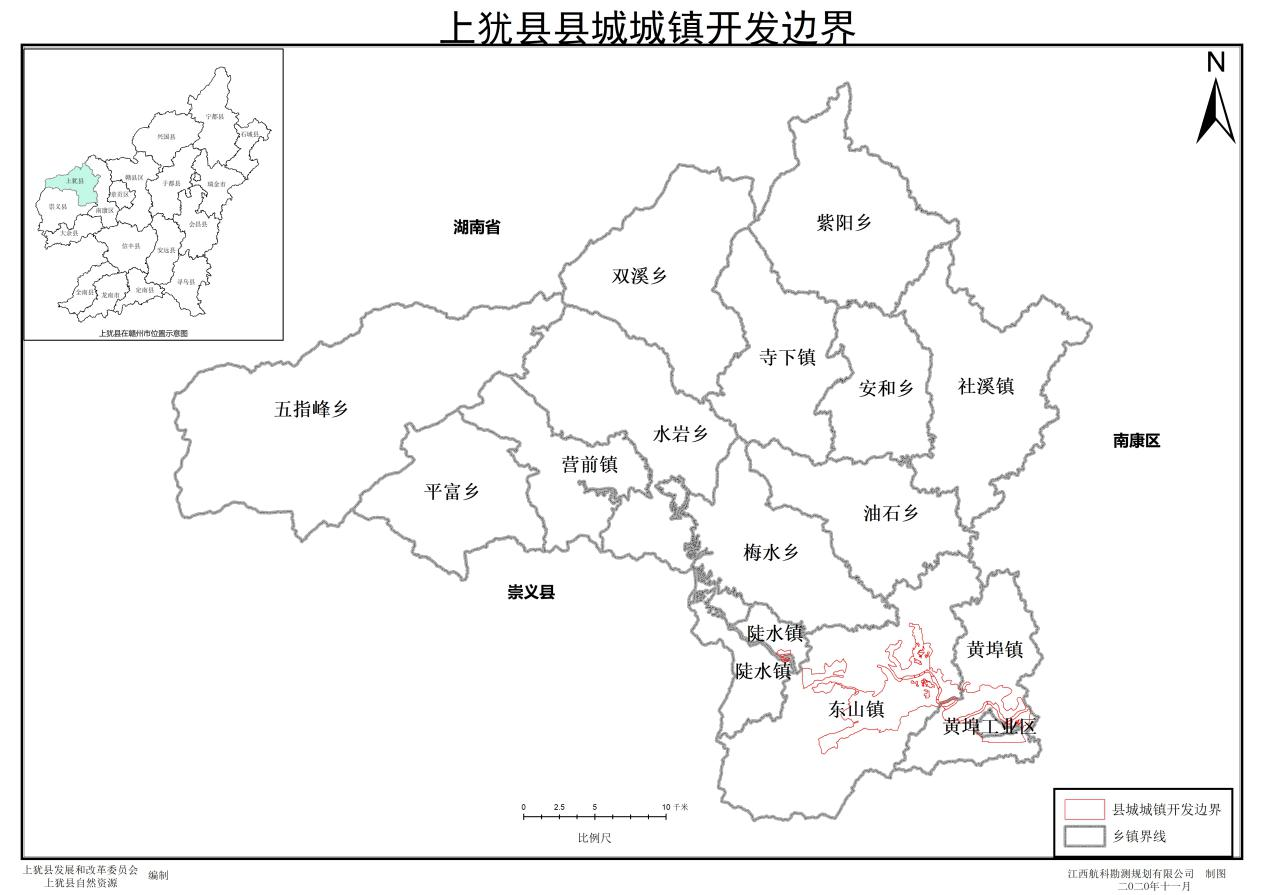 上犹县县城城镇开发边界
N
宁都县
石城县
兴国县
赣县区
上犹县
于都县
瑞金市
章贡区
崇义县
南康区
会昌县
大余县
信丰县
安远县
寻乌县
全南县
龙南市
定南县
上犹县在赣州市位置示意图
湖南省
紫阳乡
双溪乡
寺下镇
安和乡
社溪镇
五指峰乡
水岩乡
南康区
营前镇
平富乡
油石乡
梅水乡
崇义县
陡水镇
黄埠镇
陡水镇
东山镇
黄埠工业区
0 2.5 5 10 千米
比例尺
县城城镇开发边界
乡镇界线
上犹县发展和改革委员会
上犹县自然资源
编制
江西航科勘测规划有限公司 制图
二〇二〇年十一月